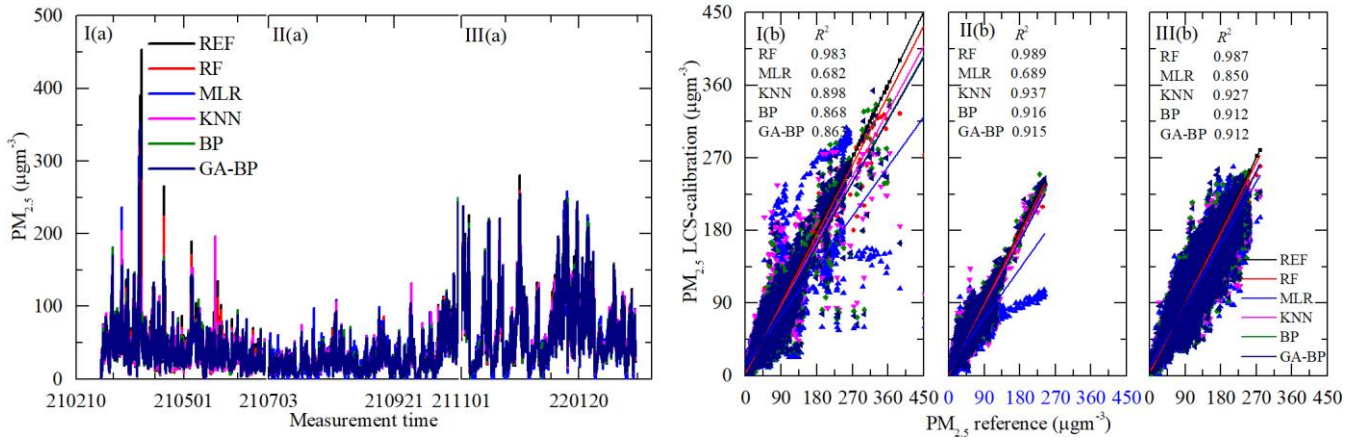 500
400
300
200
100
0
PM2.5 (µgm-3)
I(a)
II(a)
III(a)
REF
RF
MLR
KNN
BP
GA-BP
210210
210501
210703
210921
211101
220120
Measurement time
450
360
270
180
90
0
PM2.5 LCS-calibration (µgm-3)
I(b) R2
RF 0.983
MLR 0.682
KNN 0.898
BP 0.868
GA-BP 0.863
II(b) R2
RF 0.989
MLR 0.689
KNN 0.937
BP 0.916
GA-BP 0.915
III(b) R2
RF 0.987
MLR 0.850
KNN 0.927
BP 0.912
GA-BP 0.912
REF
RF
MLR
KNN
BP
GA-BP
0 90 180 270 360 450
0 90 180 270 360 450
0 90 180 270 360 450
PM2.5 reference (µgm-3)